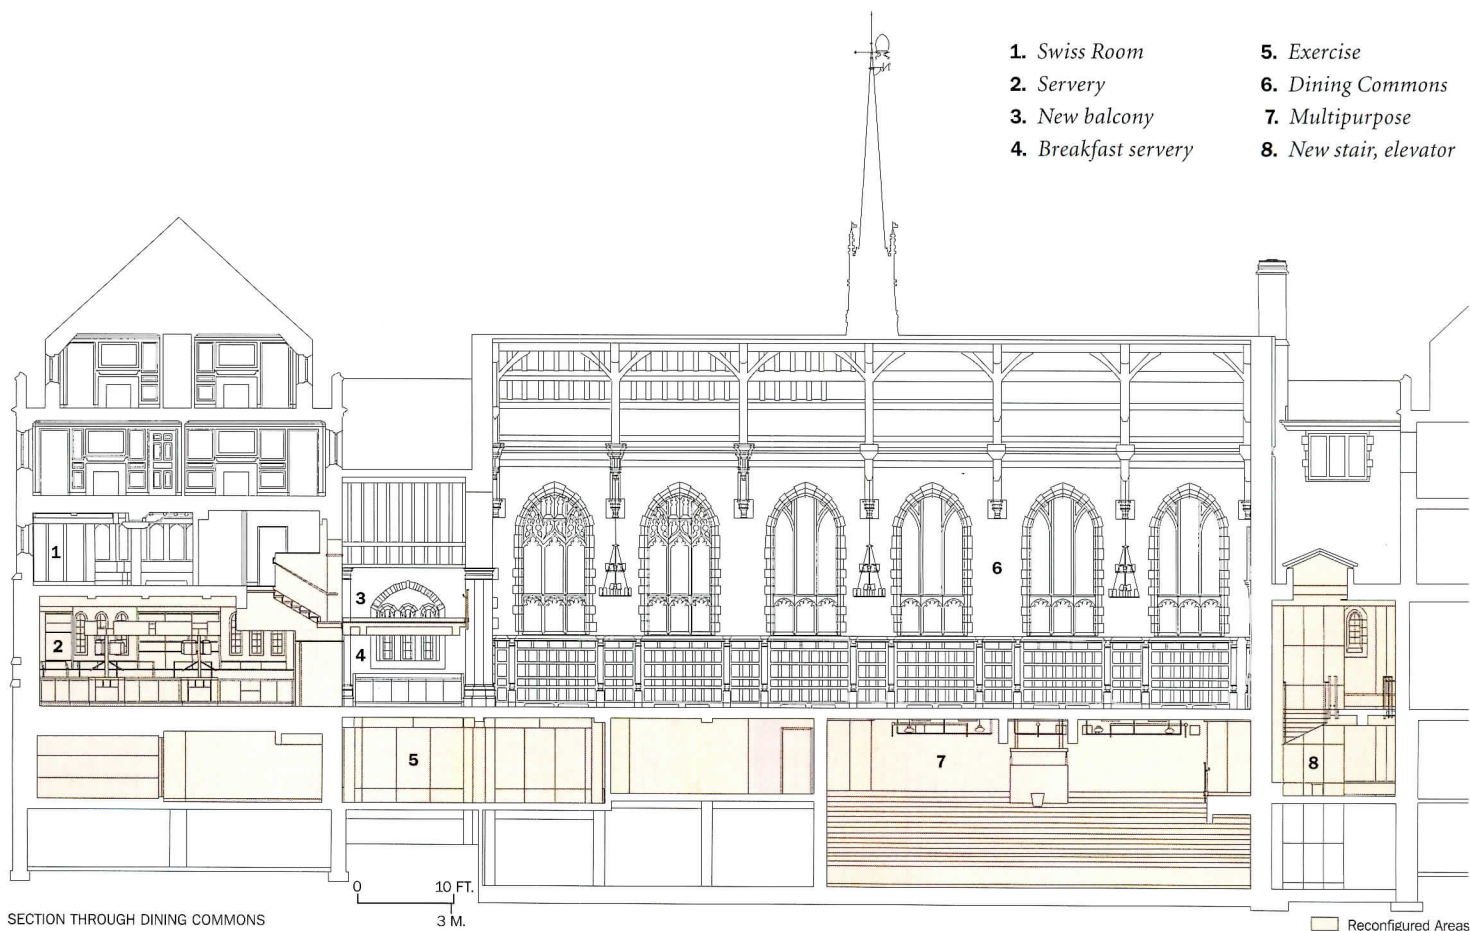 1. Swiss Room
2. Servery
3. New balcony
4. Breakfast servery
5. Exercise
6. Dining Commons
7. Multipurpose
8. New stair, elevator
N
1
2
3
4
5
6
7
8
0 10 FT.
3 M.
SECTION THROUGH DINING COMMONS
Reconfigured Areas